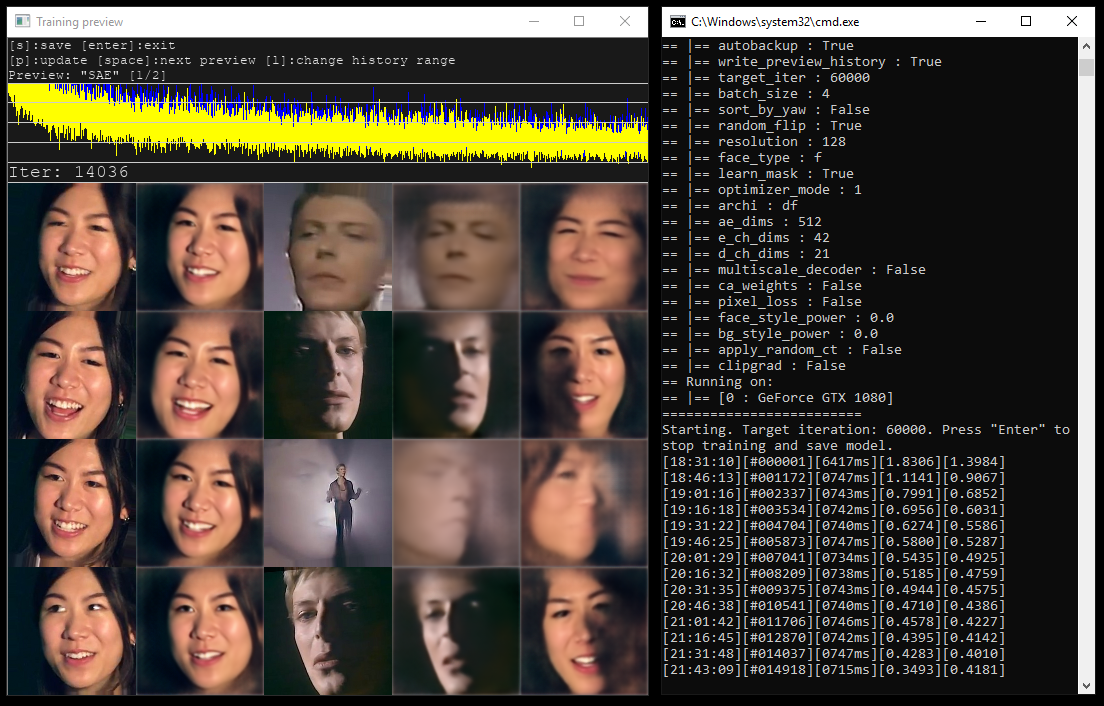 Training preview
[s]:save [enter]:exit
[p]:update [space]:next preview [l]:change history range
Preview: "SAE" [1/2]
Iter: 14036
C:\Windows\system32\cmd.exe
== |== autobackup : True
== |== write_preview_history : True
== |== target_iter : 60000
== |== batch_size : 4
== |== sort_by_yaw : False
== |== random_flip : True
== |== resolution : 128
== |== face_type : f
== |== learn_mask : True
== |== optimizer_mode : 1
== |== archi : df
== |== ae_dims : 512
== |== e_ch_dims : 42
== |== d_ch_dims : 21
== |== multiscale_decoder : False
== |== ca_weights : False
== |== pixel_loss : False
== |== face_style_power : 0.0
== |== bg_style_power : 0.0
== |== apply_random_ct : False
== |== clipgrad : False
== Running on:
== |== [0 : GeForce GTX 1080]
=========================
Starting. Target iteration: 60000. Press "Enter" to
stop training and save model.
[18:31:10][#000001][6417ms][1.8306][1.3984]
[18:46:13][#001172][0747ms][1.1141][0.9067]
[19:01:16][#002337][0743ms][0.7991][0.6852]
[19:16:18][#003534][0742ms][0.6956][0.6031]
[19:31:22][#004704][0740ms][0.6274][0.5586]
[19:46:25][#005873][0747ms][0.5800][0.5287]
[20:01:29][#007041][0734ms][0.5435][0.4925]
[20:16:32][#008209][0738ms][0.5185][0.4759]
[20:31:35][#009375][0743ms][0.4944][0.4575]
[20:46:38][#010541][0740ms][0.4710][0.4386]
[21:01:42][#011706][0746ms][0.4578][0.4227]
[21:16:45][#012870][0742ms][0.4395][0.4142]
[21:31:48][#014037][0747ms][0.4283][0.4010]
[21:43:09][#014918][0715ms][0.3493][0.4181]